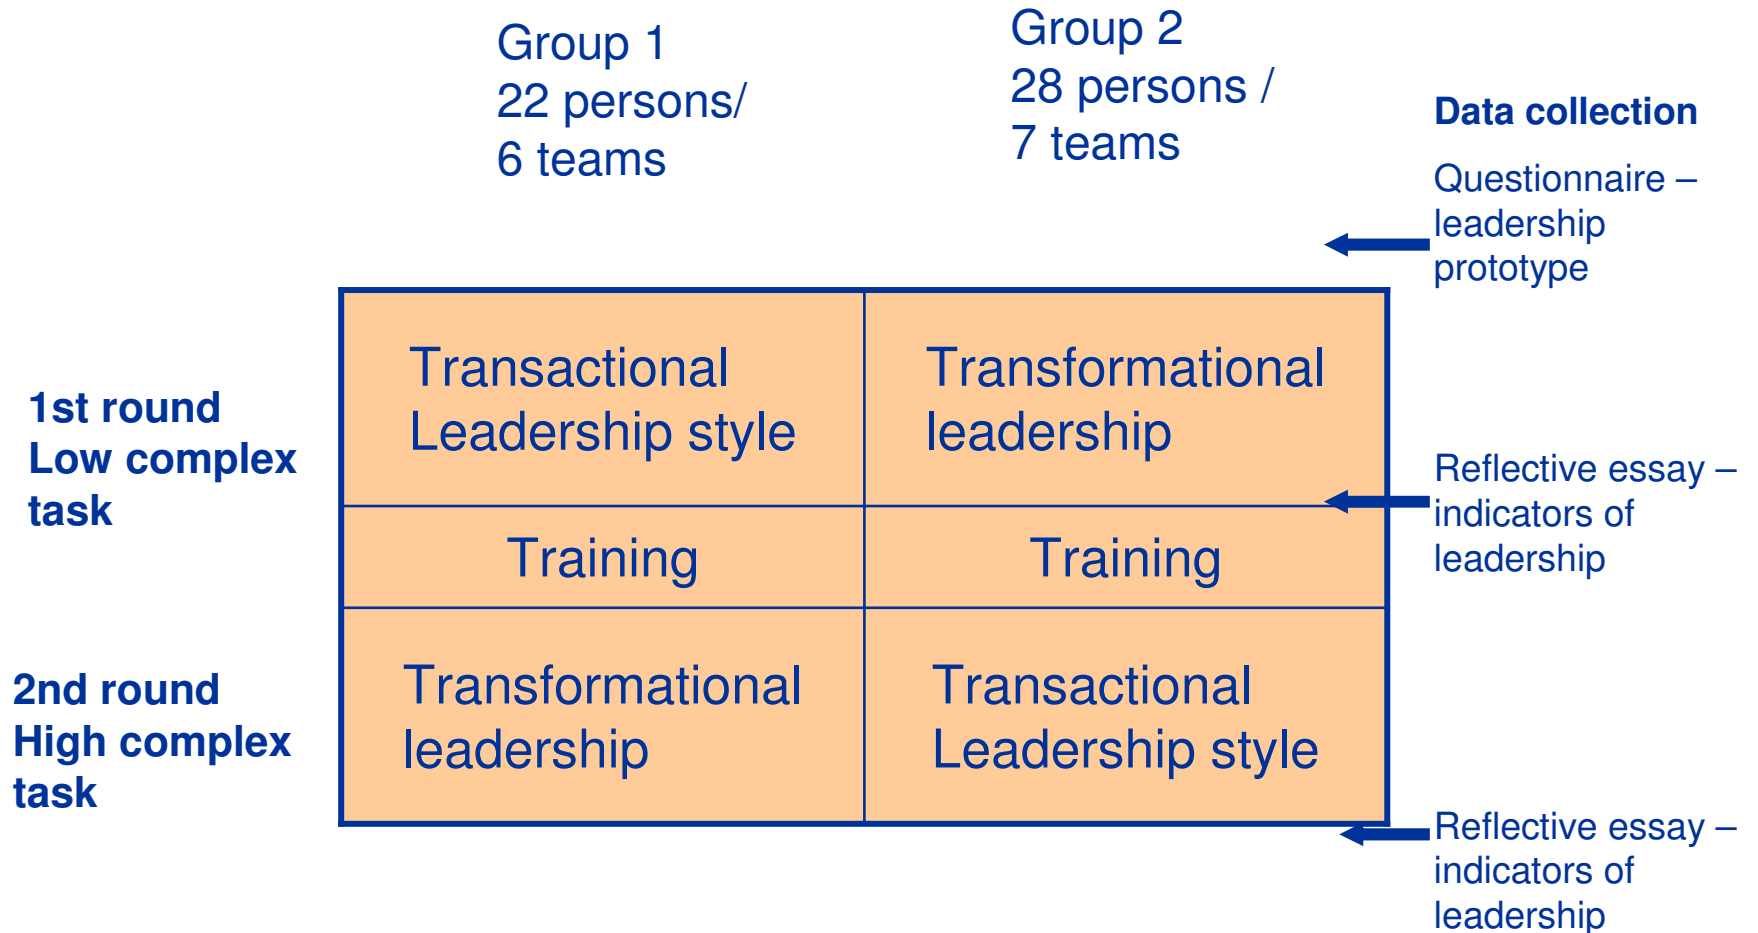 Group 1
22 persons/
6 teams
Group 2
28 persons /
7 teams
Data collection
Questionnaire –
leadership
prototype
1st round
Low complex
task
Transactional
Leadership style
Transformational
leadership
Reflective essay –
indicators of
leadership
Training
Training
2nd round
High complex
task
Transformational
leadership
Transactional
Leadership style
Reflective essay –
indicators of
leadership